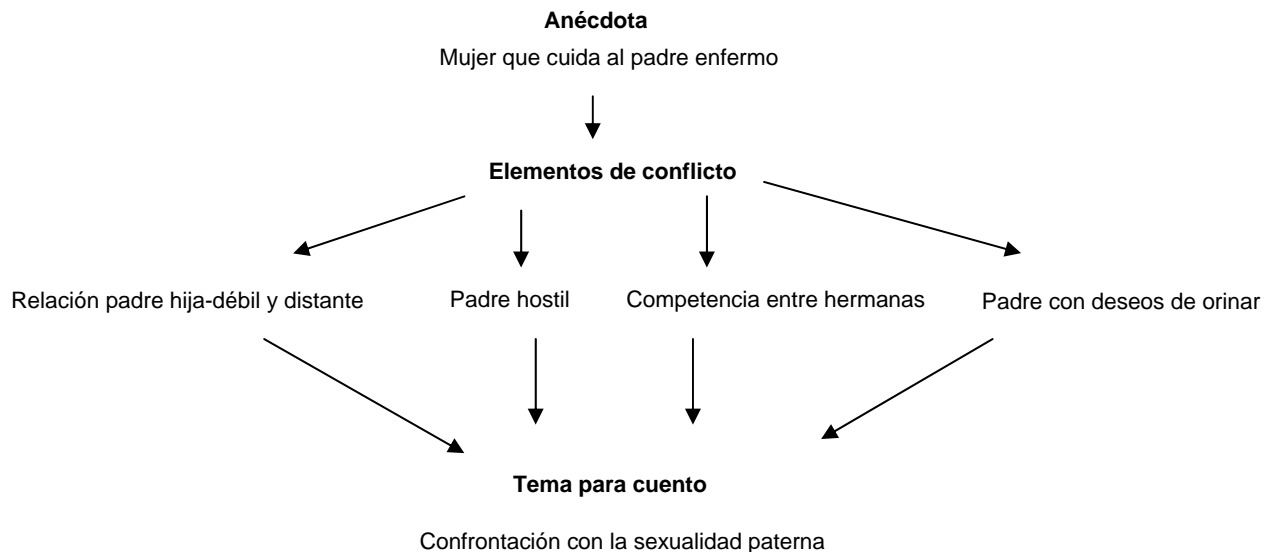 Anécdota
Mujer que cuida al padre enfermo
Elementos de conflicto
Relación padre hija-débil y distante
Padre hostil
Competencia entre hermanas
Padre con deseos de orinar
Tema para cuento
Confrontación con la sexualidad paterna